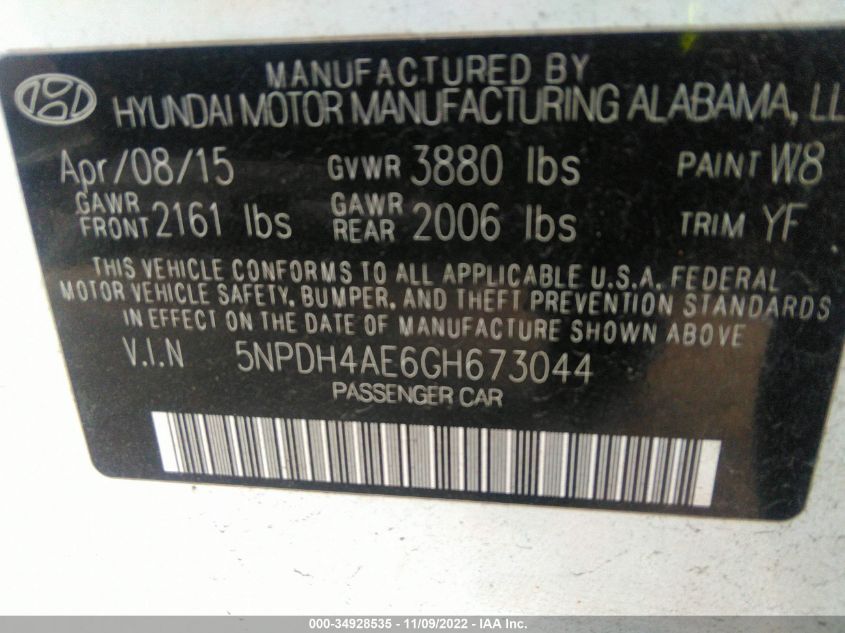 MANUFACTURED BY
HYUNDAI MOTOR MANUFACTURING ALABAMA, LL
Apr/08/15 GVWR 3880 lbs PAINT W8
GAWR FRONT 2161 lbs GAWR REAR 2006 lbs TRIM YF
THIS VEHICLE CONFORMS TO ALL APPLICABLE U.S.A. FEDERAL
MOTOR VEHICLE SAFETY, BUMPER, AND THEFT PREVENTION STANDARDS
IN EFFECT ON THE DATE OF MANUFACTURE SHOWN ABOVE
V.I.N 5NPDH4AE6GH673044
PASSENGER CAR
000-34928535 - 11/09/2022 - IAA Inc.